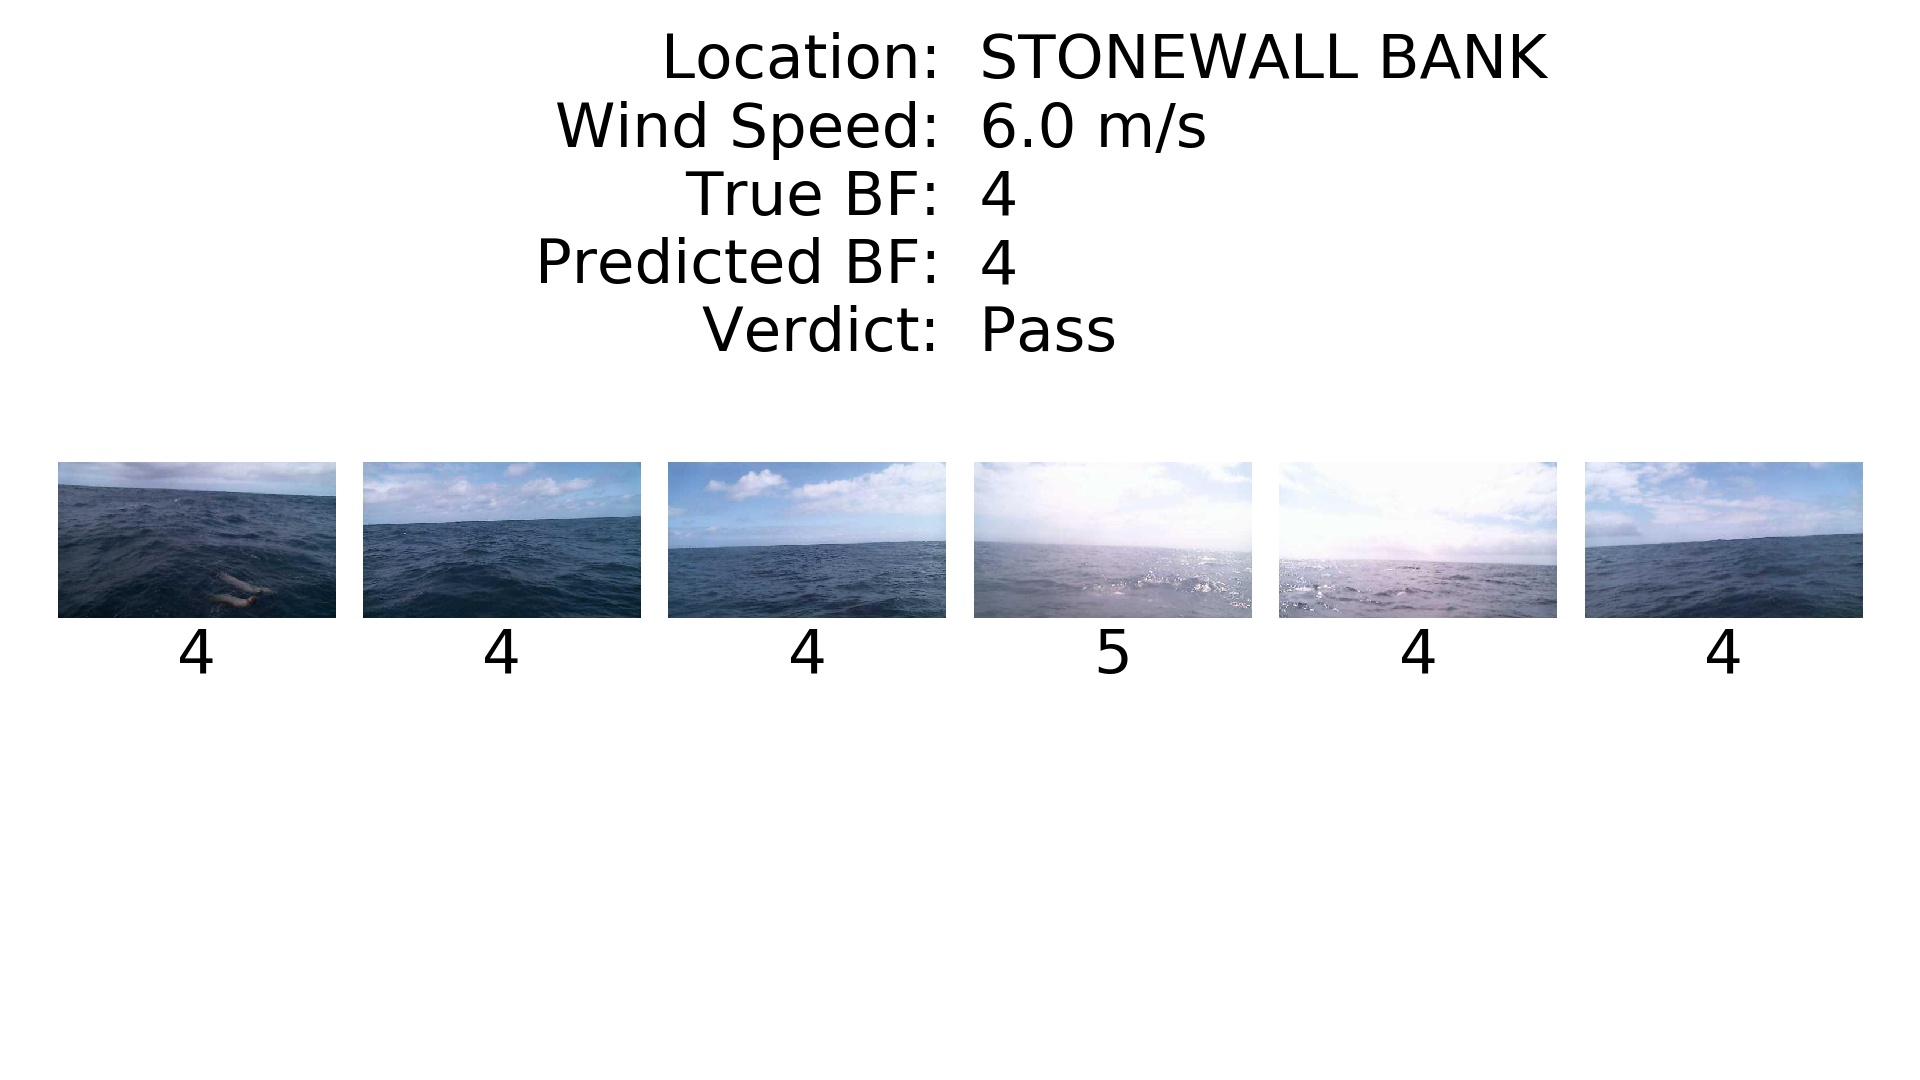 Location: STONEWALL BANK
Wind Speed: 6.0 m/s
True BF: 4
Predicted BF: 4
Verdict: Pass
4 4 4 5 4 4